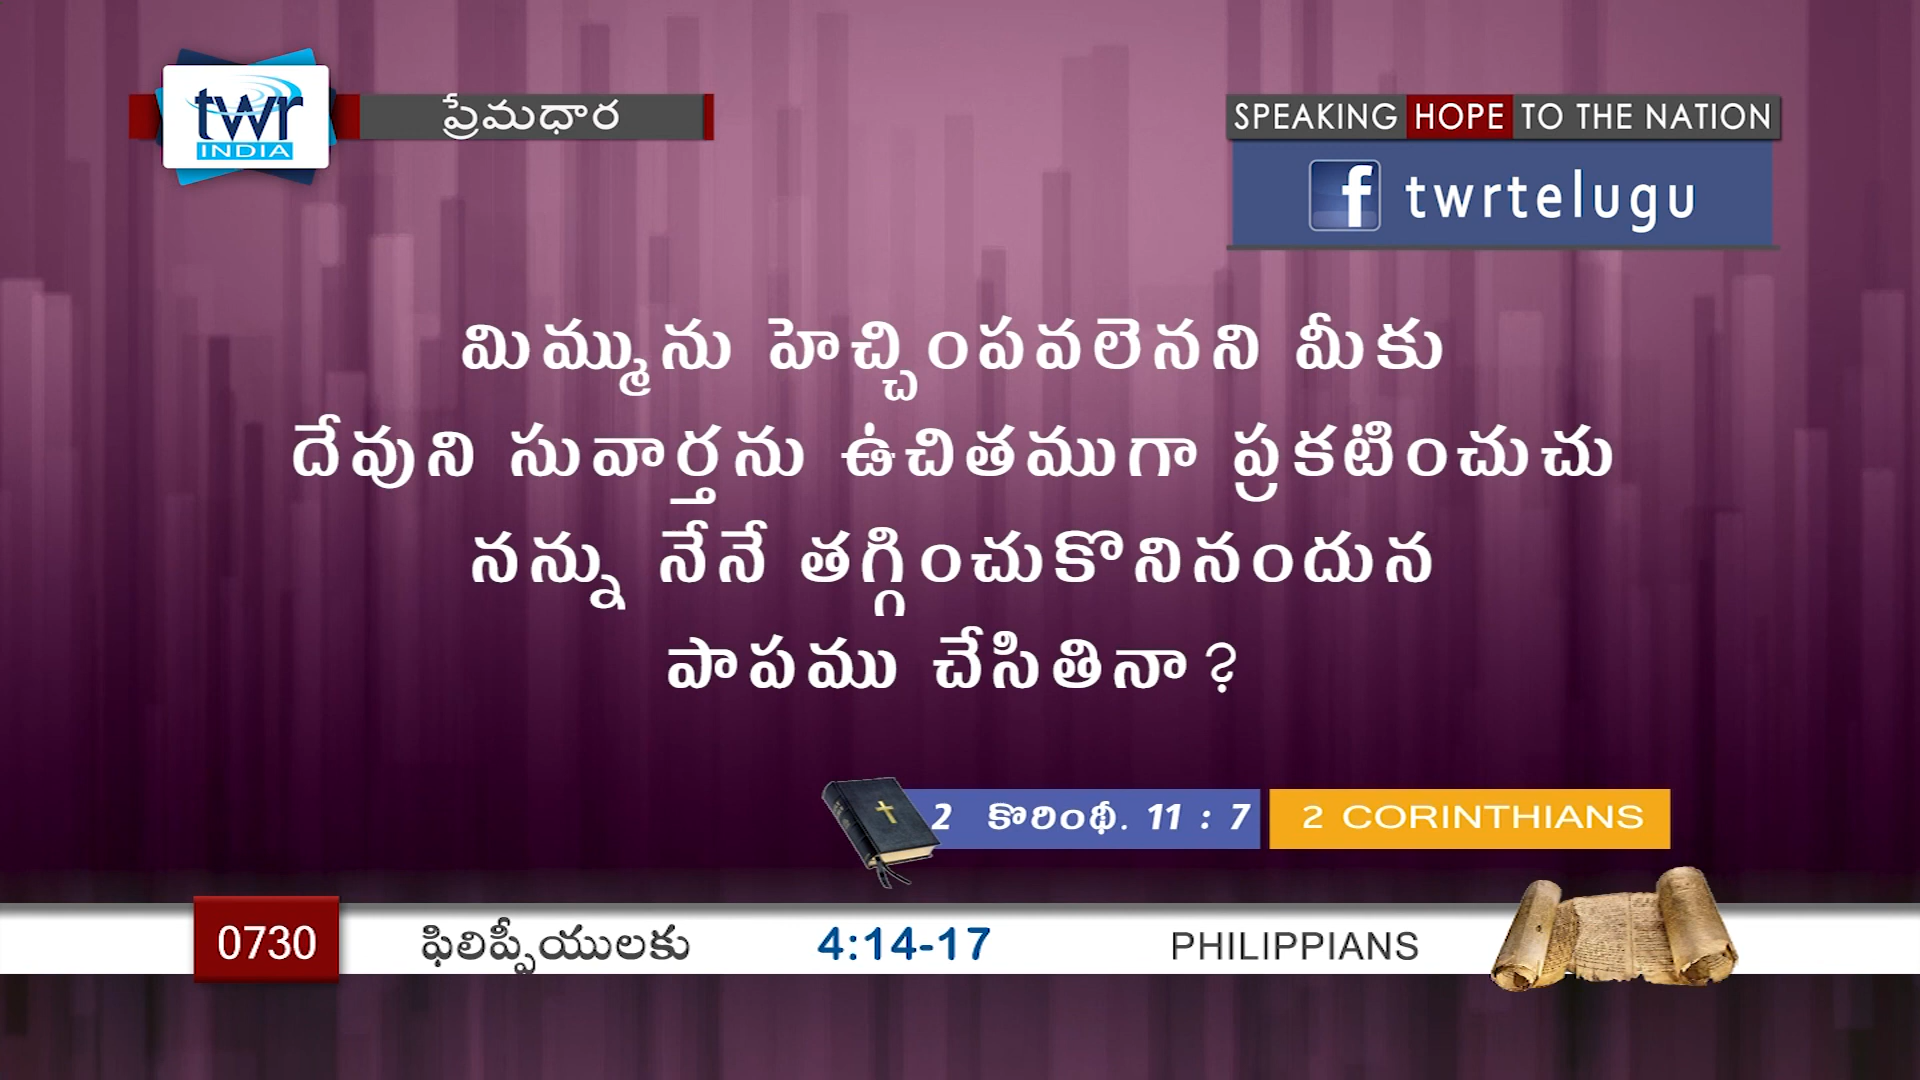 twr
INDIA
ప్రేమధార
SPEAKING HOPE TO THE NATION
f twrtelugu
మిమ్మును హెచ్చింపవలెనని మీకు
దేవుని సువార్తను ఉచితముగా ప్రకటించుచు
నన్ను నేనే తగ్గించుకొనినందున
పాపము చేసితినా?
2 కొరింథీ. 11 : 7 2 CORINTHIANS
0730 ఫిలిప్పీయులకు 4:14-17 PHILIPPIANS